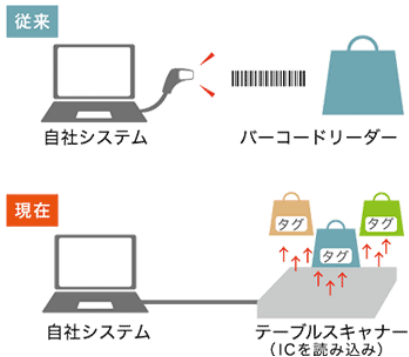 従来
自社システム
バーコードリーダー
現在
タグ
タグ
タグ
自社システム
テーブルスキャナー
（ICを読み込み）